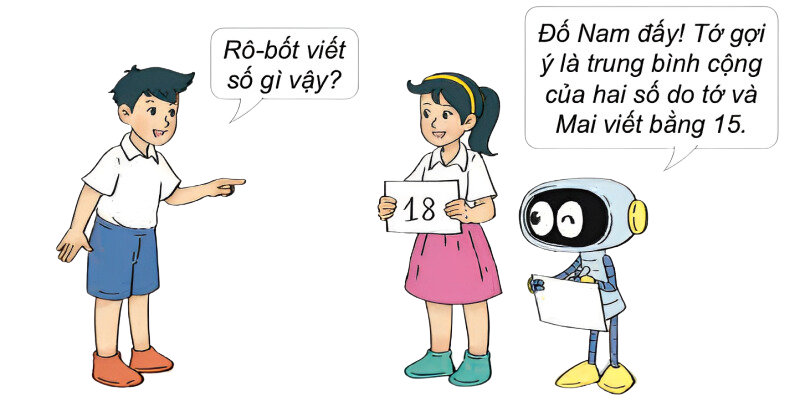 Rô-bốt viết
số gì vậy?
Đố Nam đấy! Tớ gợi
ý là trung bình cộng
của hai số do tớ và
Mai viết bằng 15.
18